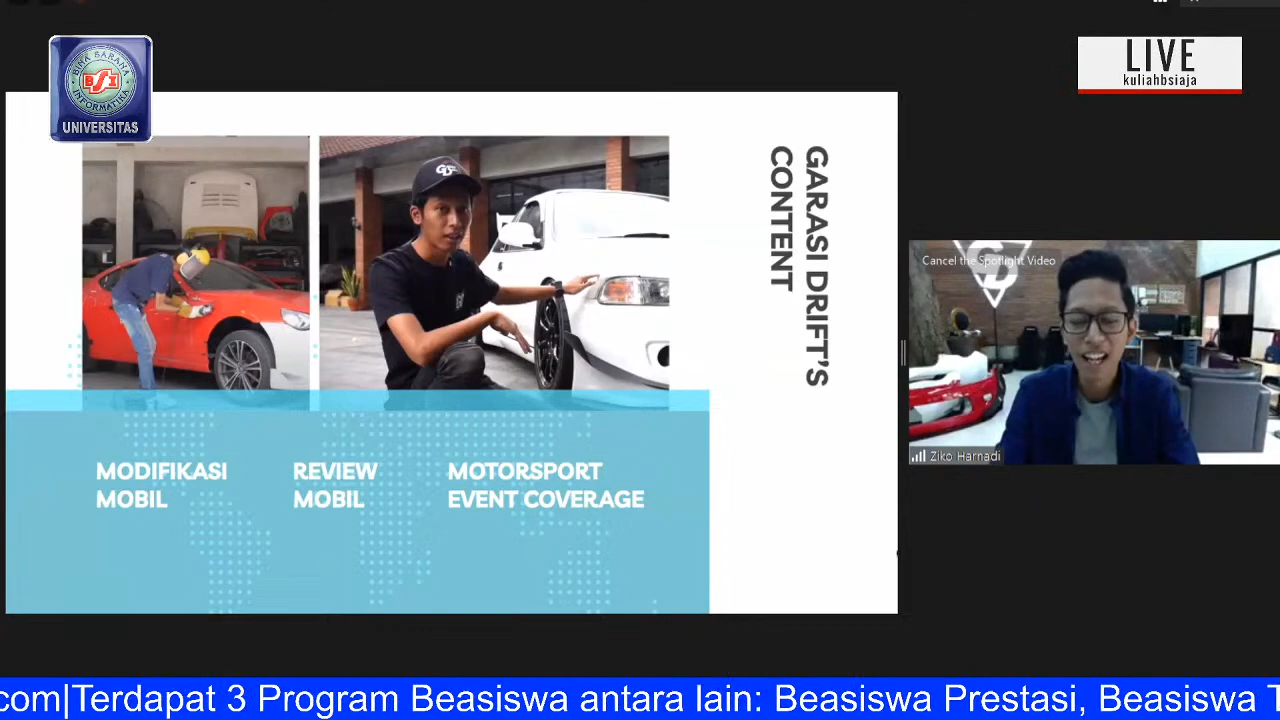 BINA SARANA
BSI
INFORMATIKA
UNIVERSITAS
LIVE
kuliahbsiaja
GARASI DRIFT'S
CONTENT
MODIFIKASI
MOBIL
REVIEW
MOBIL
MOTORSPORT
EVENT COVERAGE
Cancel the Spotlight Video
Ziko Harnadi
com|Terdapat 3 Program Beasiswa antara lain: Beasiswa Prestasi, Beasiswa T